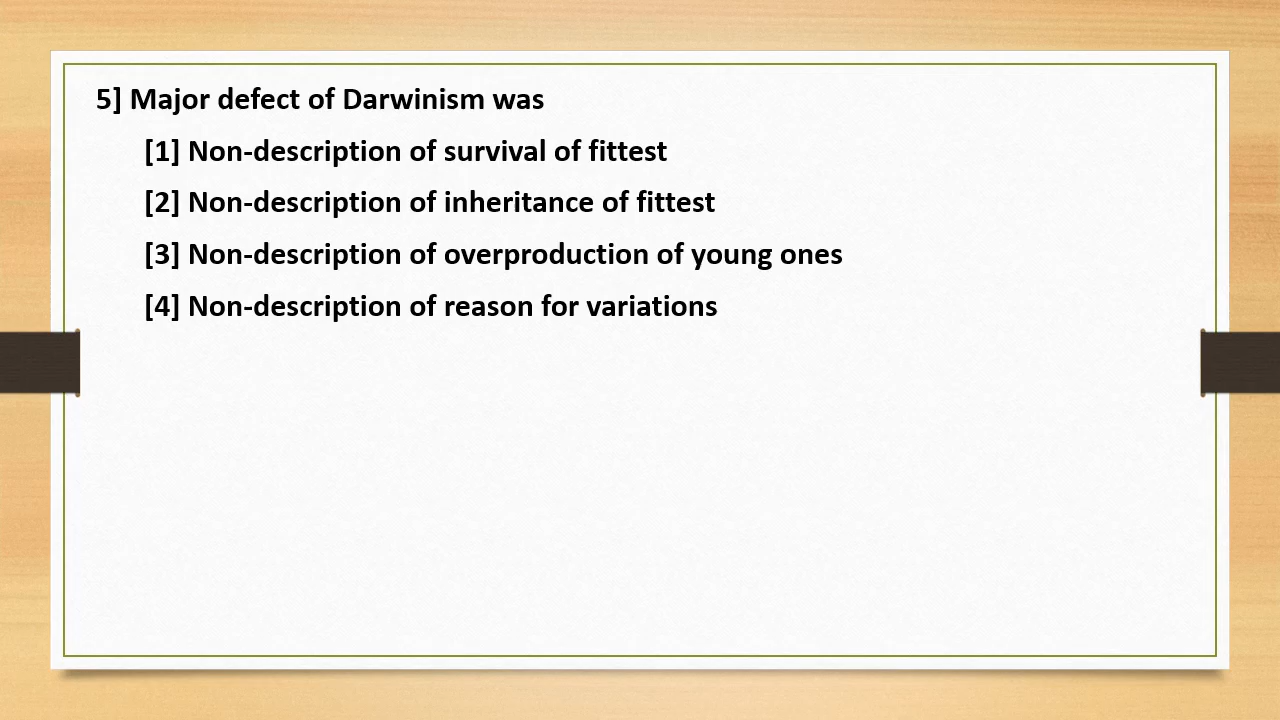 5] Major defect of Darwinism was
[1] Non-description of survival of fittest
[2] Non-description of inheritance of fittest
[3] Non-description of overproduction of young ones
[4] Non-description of reason for variations